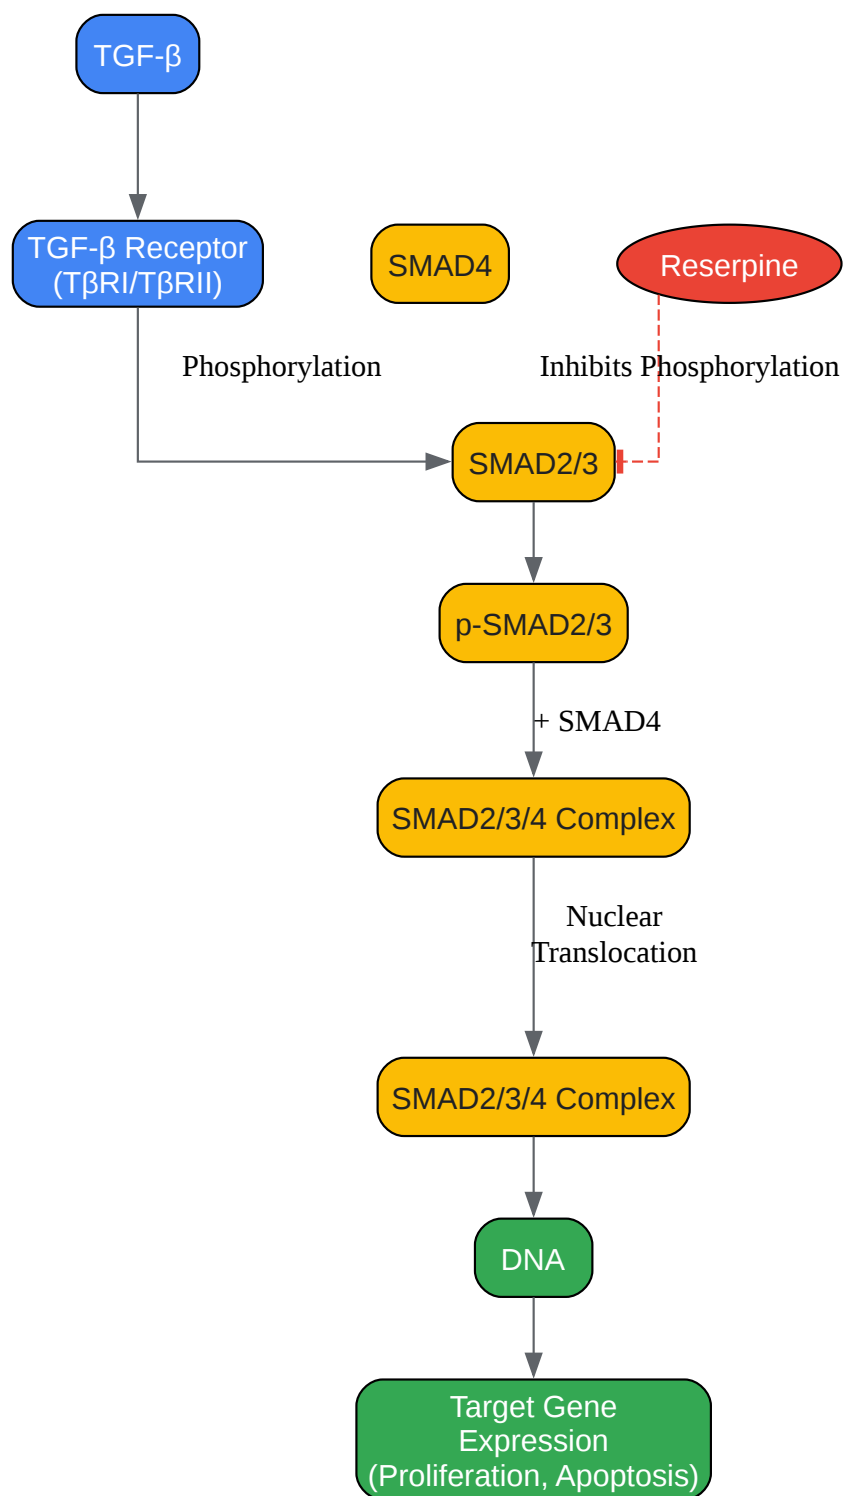 TGF-β
TGF-β Receptor
(TβRI/TβRII)
SMAD4
Reserpine
Phosphorylation
Inhibits Phosphorylation
SMAD2/3
p-SMAD2/3
+ SMAD4
SMAD2/3/4 Complex
Nuclear
Translocation
SMAD2/3/4 Complex
DNA
Target Gene
Expression
(Proliferation, Apoptosis)